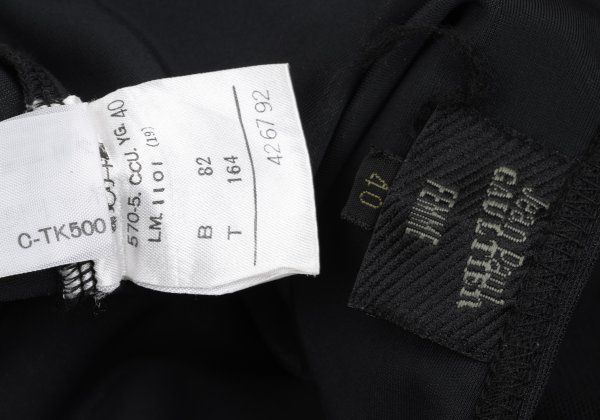 C-TK500
570-5. CCU. YG. 40
L.M. 1101 (19)
B 82
T 164
426792
40
Jean Paul
GAULTIER
FEMME